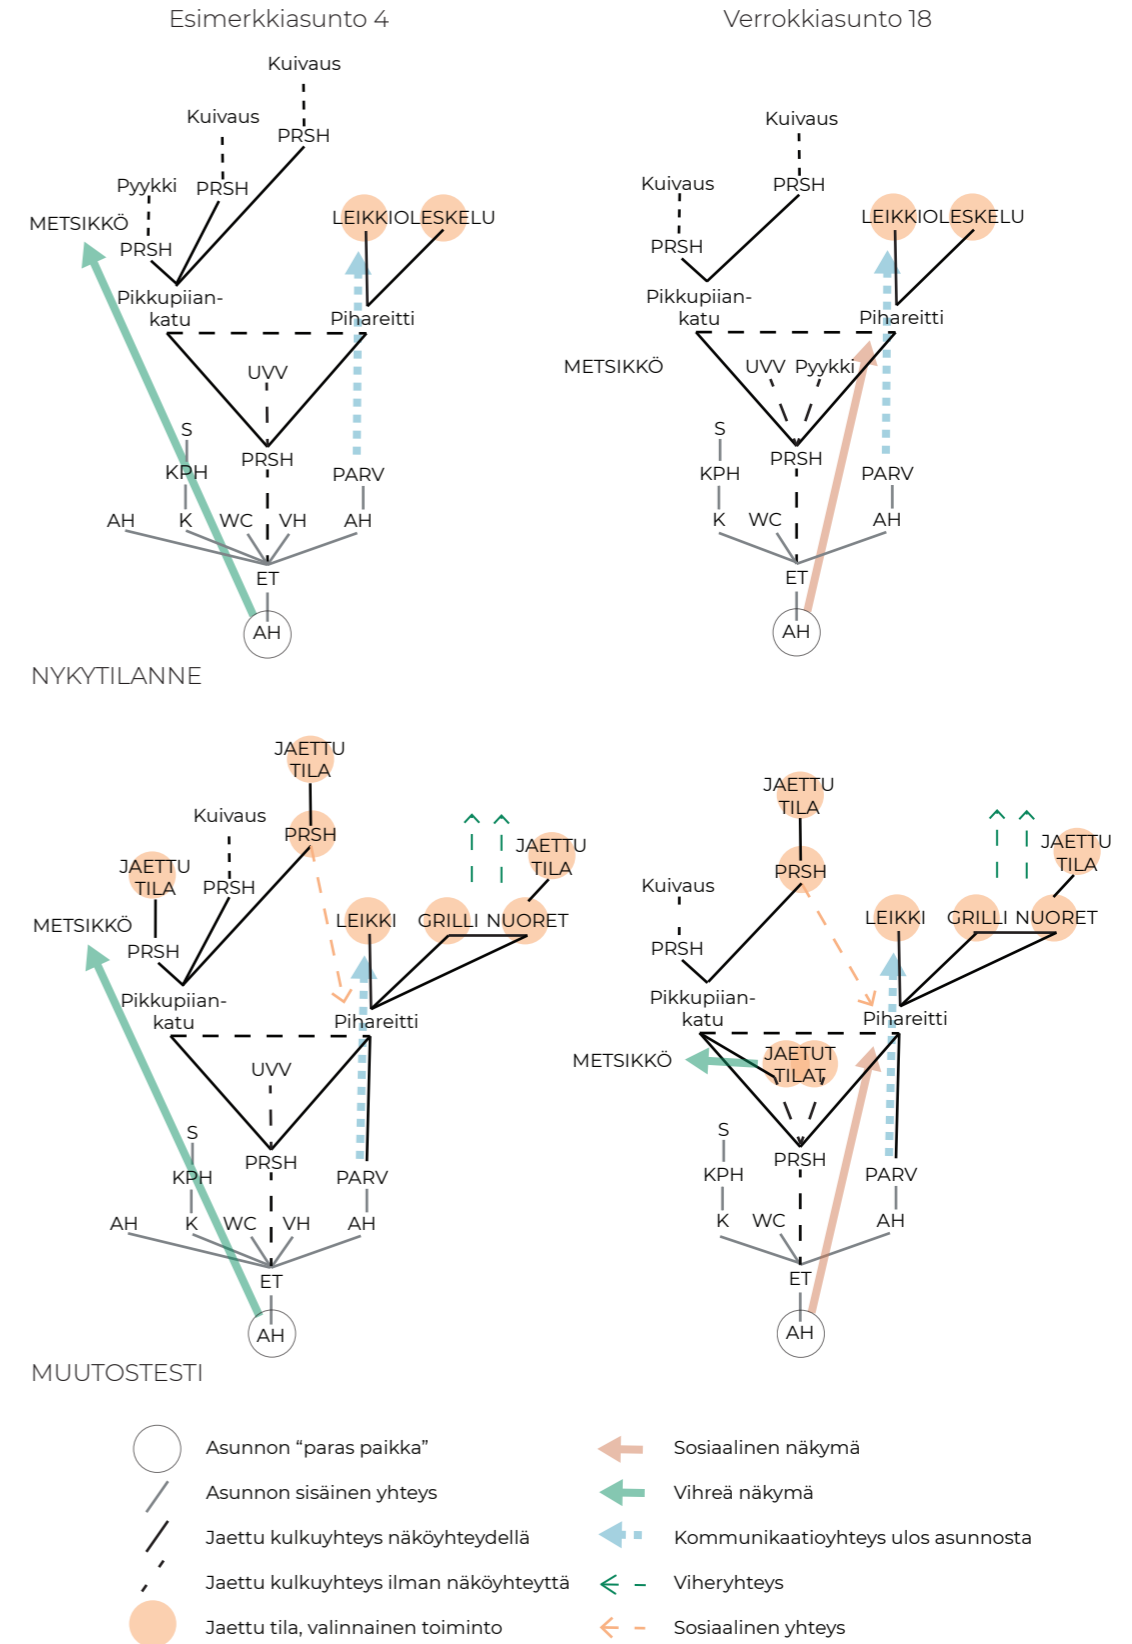 Esimerkkiasunto 4
Kuivaus
Kuivaus
PRSH
Pyykki
PRSH
METSIKKÖ
LEIKKI
OLESKELU
PRSH
Pikkupiian-
katu
Pihareitti
UVV
S
PRSH
KPH
PARV
AH
K
WC
VH
AH
ET
AH
Verrokkiasunto 18
Kuivaus
Kuivaus
PRSH
LEIKKI
OLESKELU
PRSH
Pikkupiian-
katu
Pihareitti
METSIKKÖ
UVV
Pyykki
S
PRSH
KPH
PARV
K
WC
AH
ET
AH
NYKYTILANNE
JAETTU
TILA
Kuivaus
PRSH
JAETTU
TILA
JAETTU
TILA
PRSH
METSIKKÖ
LEIKKI
GRILLI
NUORET
PRSH
Pikkupiian-
katu
Pihareitti
UVV
S
PRSH
KPH
PARV
AH
K
WC
VH
AH
ET
AH
JAETTU
TILA
JAETTU
TILA
PRSH
Kuivaus
LEIKKI
GRILLI
NUORET
PRSH
Pikkupiian-
katu
Pihareitti
METSIKKÖ
JAETUT
TILAT
S
PRSH
KPH
PARV
K
WC
AH
ET
AH
MUUTOSTESTI
Asunnon “paras paikka”
Asunnon sisäinen yhteys
Jaettu kulkuyhteys näköyhteydellä
Jaettu kulkuyhteys ilman näköyhteyttä
Jaettu tila, valinnainen toiminto
Sosiaalinen näkymä
Vihreä näkymä
Kommunikaatioyhteys ulos asunnosta
Viheryhteys
Sosiaalinen yhteys